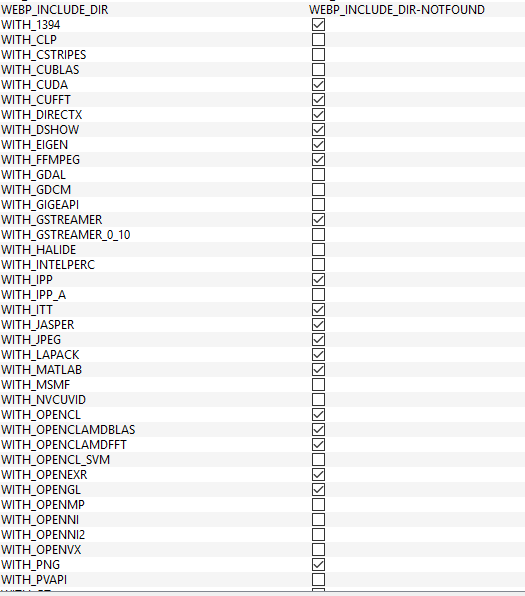 WEBP_INCLUDE_DIR WEBP_INCLUDE_DIR-NOTFOUND
WITH_1394
WITH_CLP
WITH_CSTRIPES
WITH_CUBLAS
WITH_CUDA
WITH_CUFFT
WITH_DIRECTX
WITH_DSHOW
WITH_EIGEN
WITH_FFMPEG
WITH_GDAL
WITH_GDCM
WITH_GIGEAPI
WITH_GSTREAMER
WITH_GSTREAMER_0_10
WITH_HALIDE
WITH_INTELPERC
WITH_IPP
WITH_IPP_A
WITH_ITT
WITH_JASPER
WITH_JPEG
WITH_LAPACK
WITH_MATLAB
WITH_MSMF
WITH_NVCUVID
WITH_OPENCL
WITH_OPENCLAMDBLAS
WITH_OPENCLAMDFFT
WITH_OPENCL_SVM
WITH_OPENEXR
WITH_OPENGL
WITH_OPENMP
WITH_OPENNI
WITH_OPENNI2
WITH_OPENVX
WITH_PNG
WITH_PVAPI